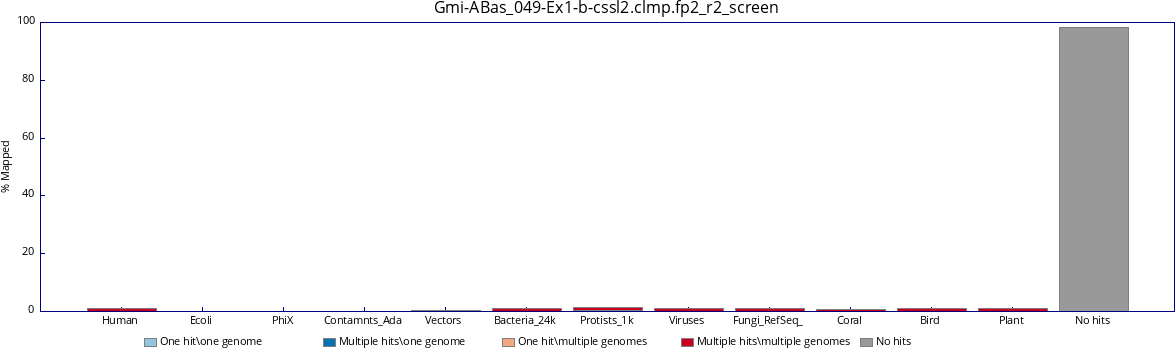 Gmi-ABas_049-Ex1-b-cssl2.clmp.fp2_r2_screen
% Mapped
100
80
60
40
20
0
Human Ecoli PhiX Contamnts_Ada Vectors Bacteria_24k Protists_1k Viruses Fungi_RefSeq_ Coral Bird Plant No hits
One hit\one genome Multiple hits\one genome One hit\multiple genomes Multiple hits\multiple genomes No hits